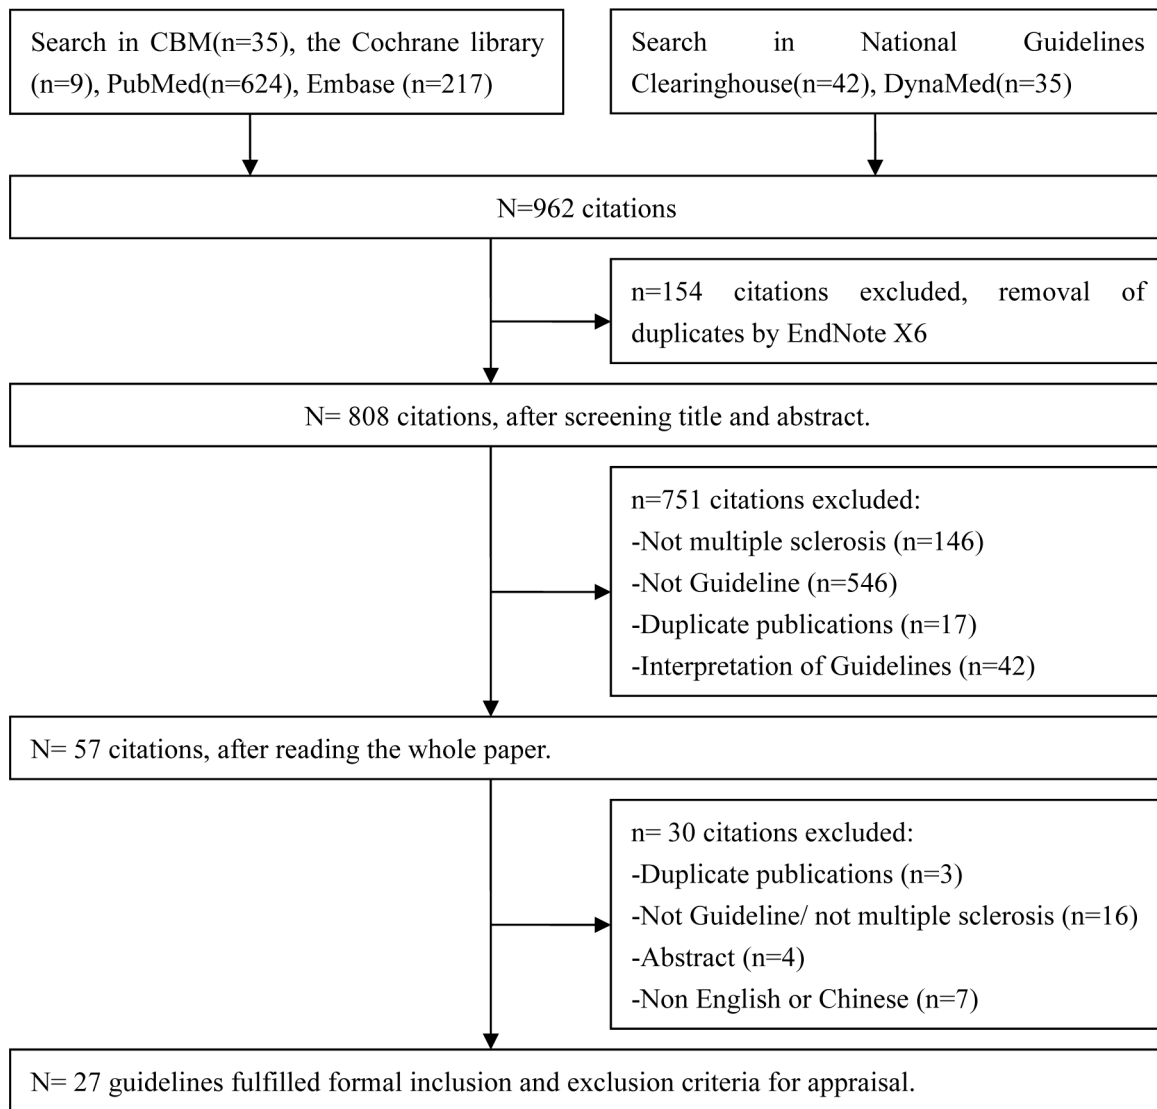 Search in CBM(n=35), the Cochrane library
(n=9), PubMed(n=624), Embase (n=217)
Search in National Guidelines
Clearinghouse(n=42), DynaMed(n=35)
N=962 citations
n=154 citations excluded, removal of
duplicates by EndNote X6
N= 808 citations, after screening title and abstract.
n=751 citations excluded:
-Not multiple sclerosis (n=146)
-Not Guideline (n=546)
-Duplicate publications (n=17)
-Interpretation of Guidelines (n=42)
N= 57 citations, after reading the whole paper.
n= 30 citations excluded:
-Duplicate publications (n=3)
-Not Guideline/ not multiple sclerosis (n=16)
-Abstract (n=4)
-Non English or Chinese (n=7)
N= 27 guidelines fulfilled formal inclusion and exclusion criteria for appraisal.